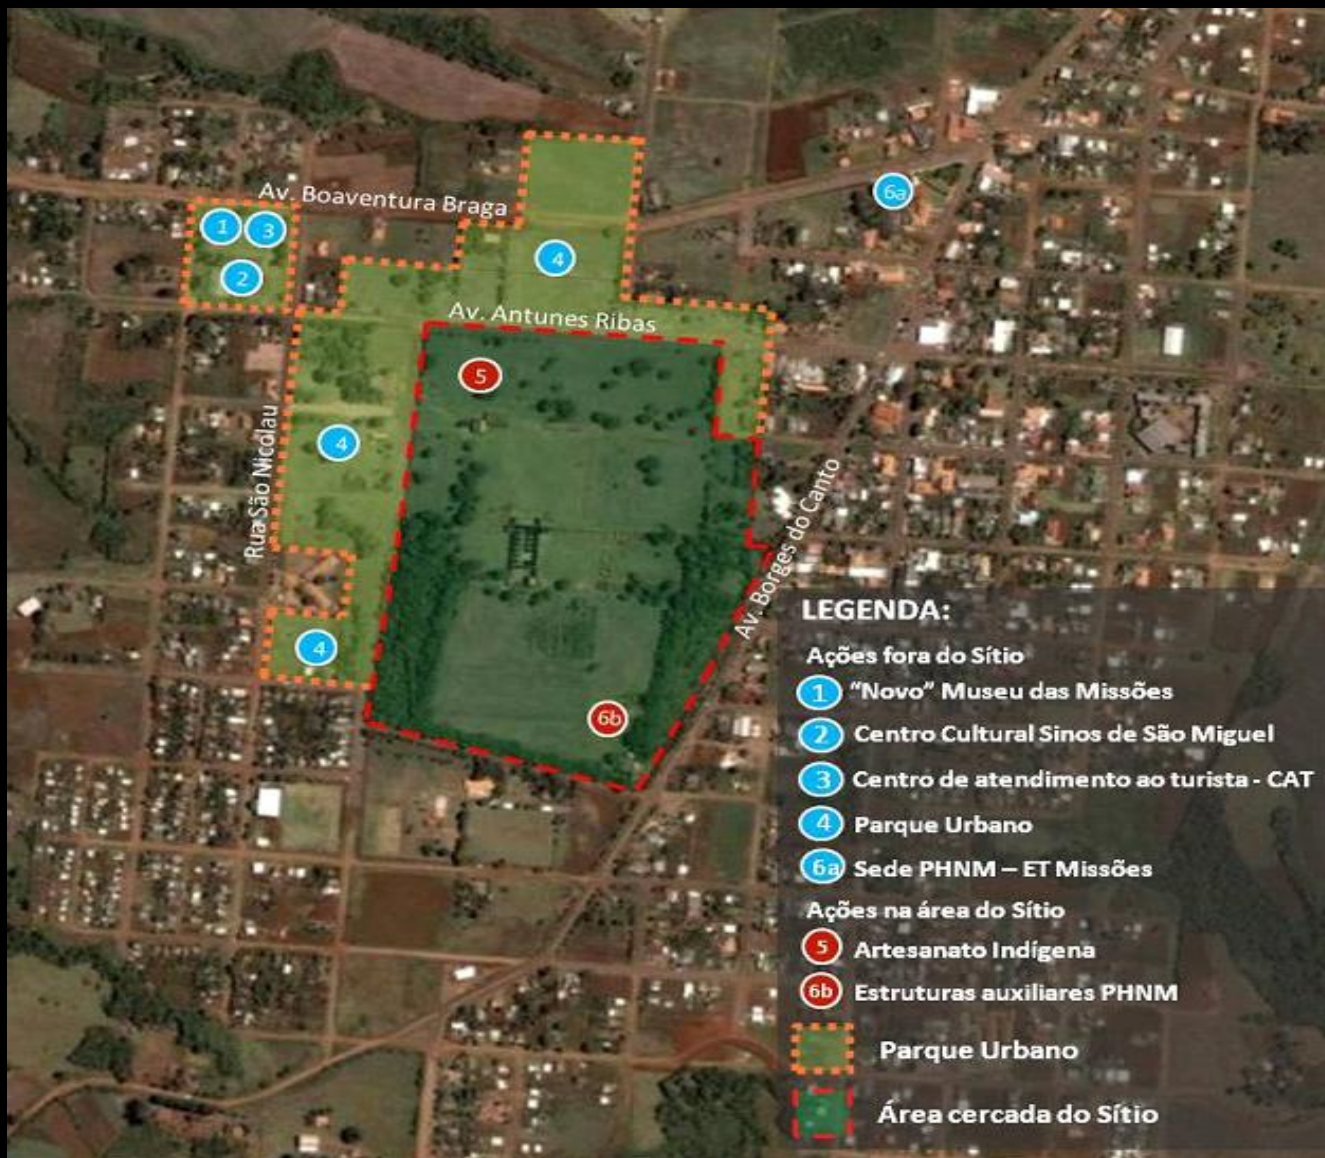 Av. Boaventura Braga
6a
1
3
2
4
Av. Antunes Ribas
5
4
Rua São Nicolau
Av. Borges do Canto
4
6b
LEGENDA:
Ações fora do Sítio
1 "Novo" Museu das Missões
2 Centro Cultural Sinos de São Miguel
3 Centro de atendimento ao turista - CAT
4 Parque Urbano
6a Sede PHNM – ET Missões
Ações na área do Sítio
5 Artesanato Indígena
6b Estruturas auxiliares PHNM
Parque Urbano
Área cercada do Sítio